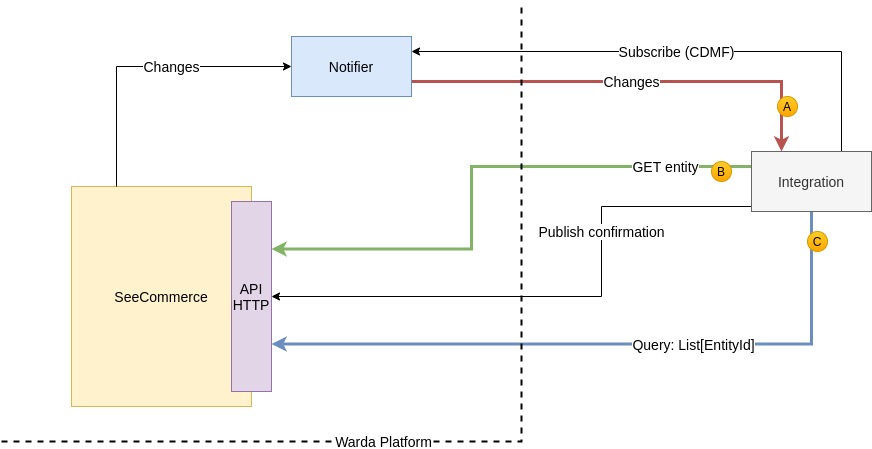 Subscribe (CDMF)
Changes
Notifier
Changes
A
GET entity
B
Integration
Publish confirmation
C
SeeCommerce
API
HTTP
Query: List[EntityId]
Warda Platform